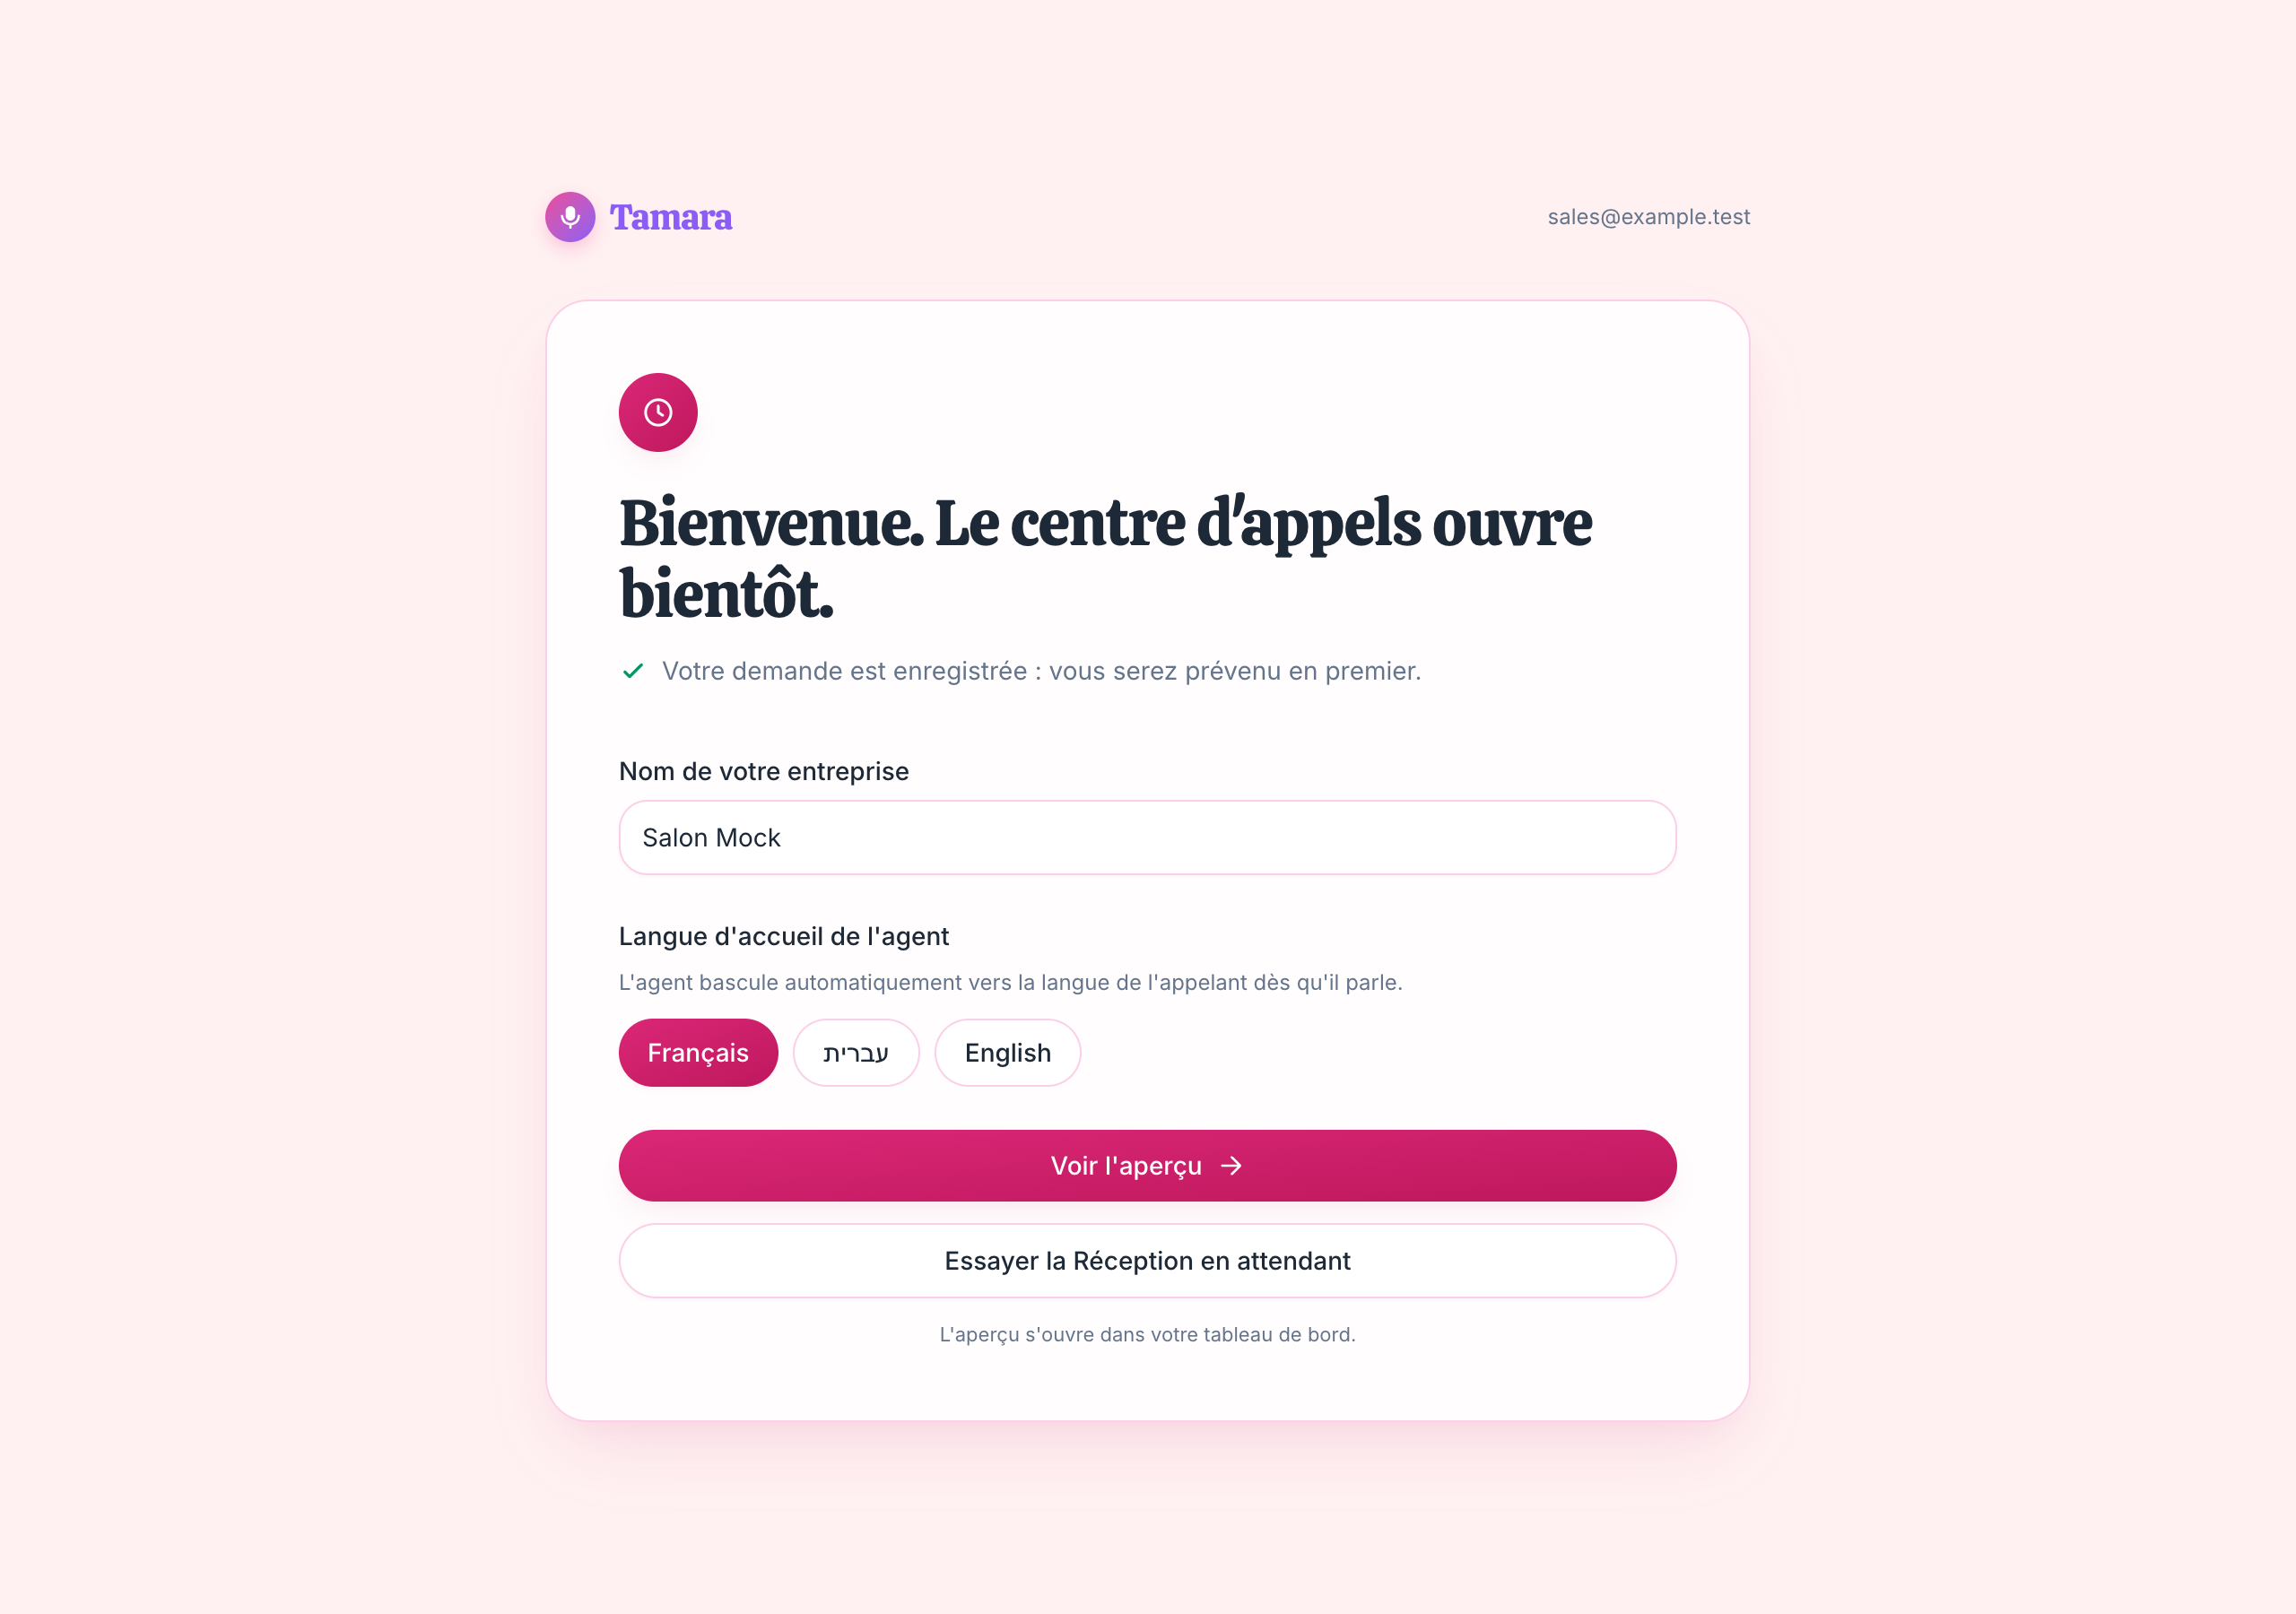 Tamara
sales@example.test
Bienvenue. Le centre d'appels ouvre
bientôt.
Votre demande est enregistrée : vous serez prévenu en premier.
Nom de votre entreprise
Salon Mock
Langue d'accueil de l'agent
L'agent bascule automatiquement vers la langue de l'appelant dès qu'il parle.
Français
עברית
English
Voir l'aperçu →
Essayer la Réception en attendant
L'aperçu s'ouvre dans votre tableau de bord.